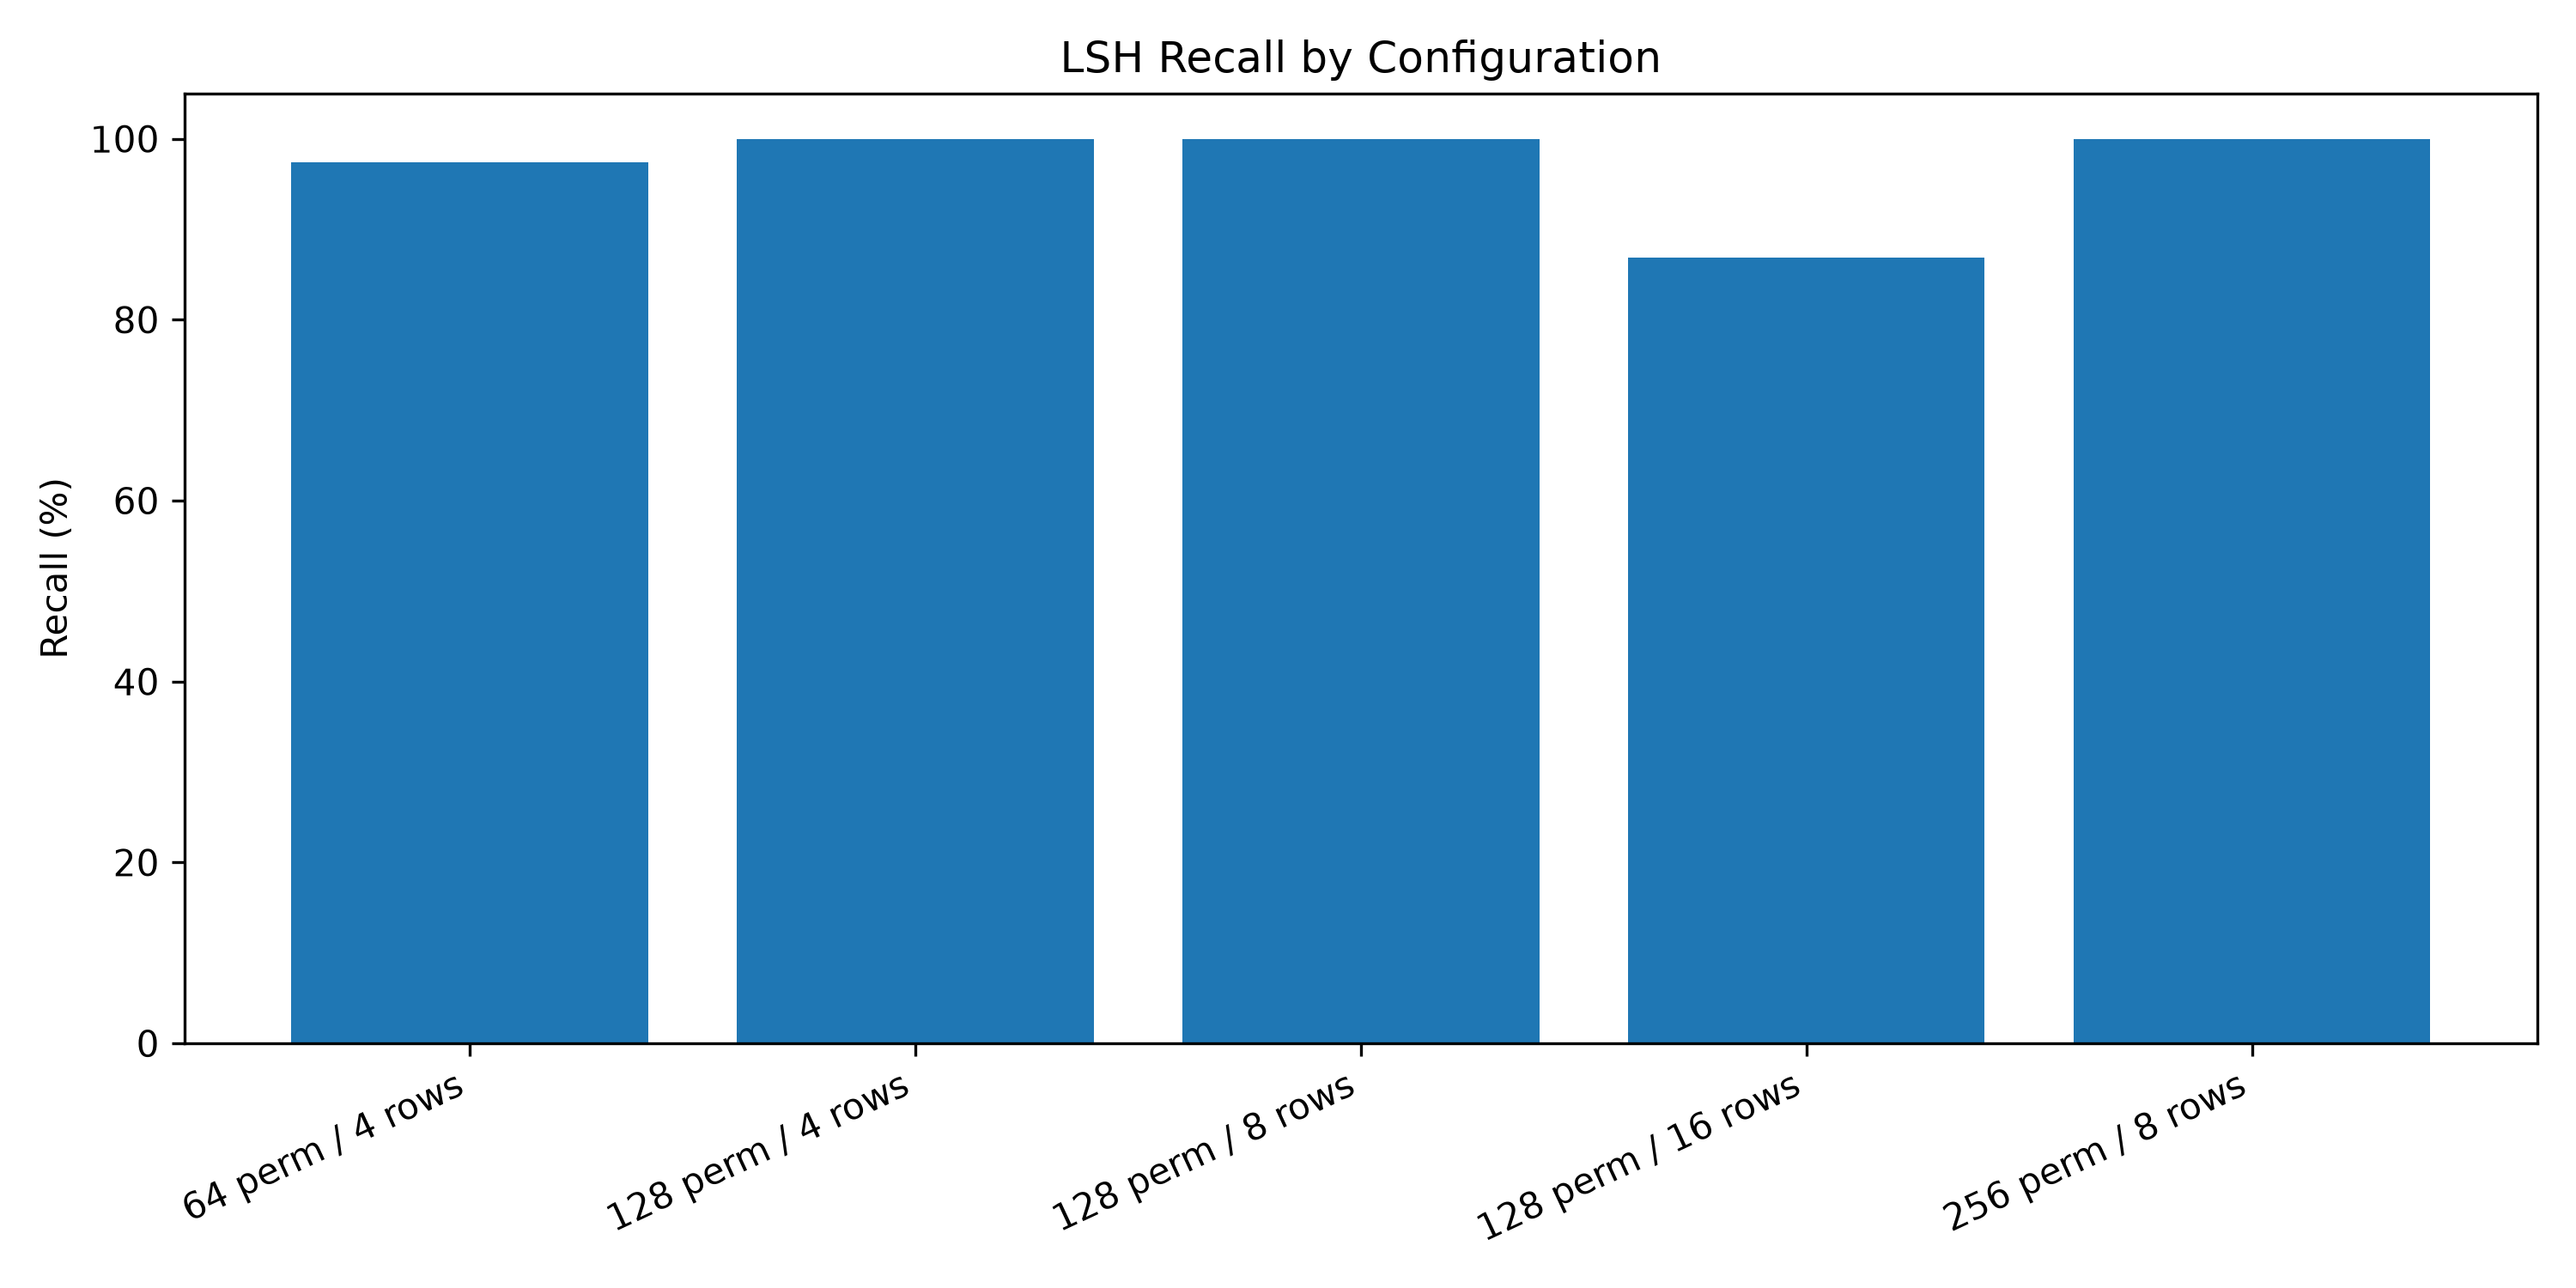 LSH Recall by Configuration
Recall (%)
100
80
60
40
20
0
64 perm / 4 rows
128 perm / 4 rows
128 perm / 8 rows
128 perm / 16 rows
256 perm / 8 rows